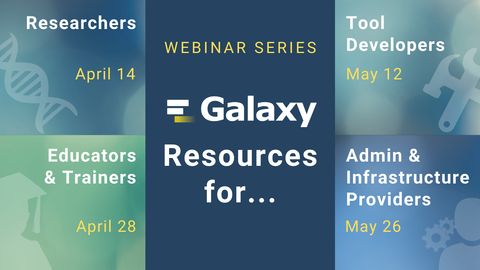 Researchers
April 14
Educators
& Trainers
April 28
WEBINAR SERIES
Galaxy
Resources
for...
Tool
Developers
May 12
Admin &
Infrastructure
Providers
May 26